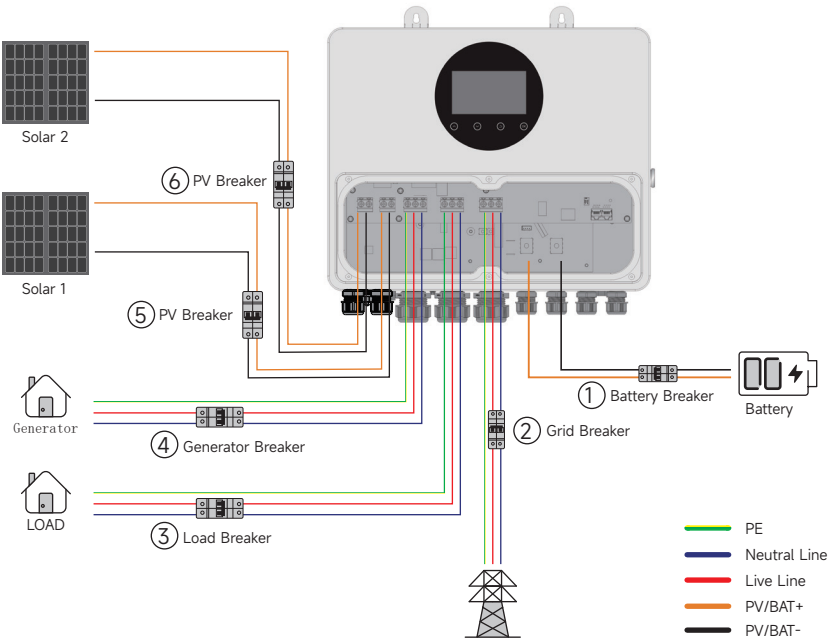 Solar 2
⑥ PV Breaker
Solar 1
⑤ PV Breaker
① Battery Breaker
Battery
Generator
④ Generator Breaker
② Grid Breaker
LOAD
③ Load Breaker
PE
Neutral Line
Live Line
PV/BAT+
PV/BAT-